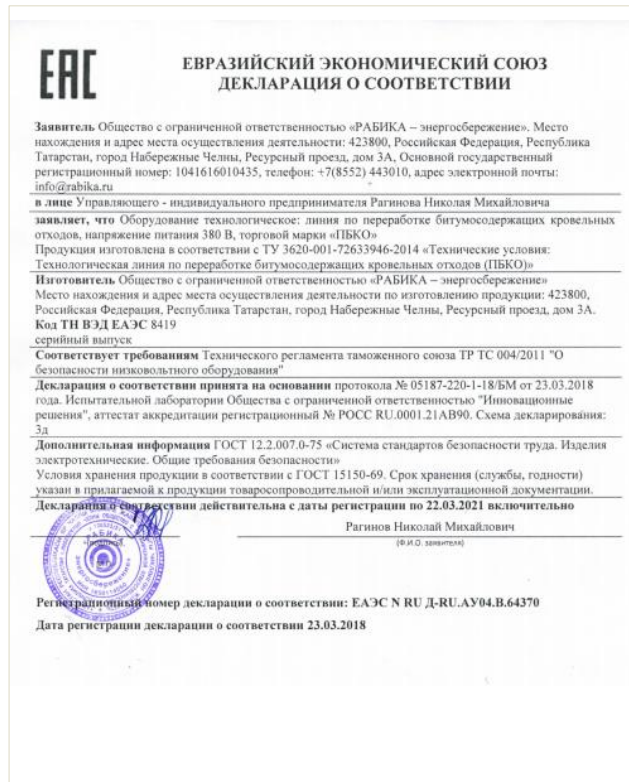 ЕАС
ЕВРАЗИЙСКИЙ ЭКОНОМИЧЕСКИЙ СОЮЗ
ДЕКЛАРАЦИЯ О СООТВЕТСТВИИ
Заявитель Общество с ограниченной ответственностью «РАБИКА – энергосбережение». Место
нахождения и адрес места осуществления деятельности: 423800, Российская Федерация, Республика
Татарстан, город Набережные Челны, Ресурсный проезд, дом 3А, Основной государственный
регистрационный номер: 1041616010435, телефон: +7(8552) 443010, адрес электронной почты:
info@rabika.ru
в лице Управляющего - индивидуального предпринимателя Рагинова Николая Михайловича
заявляет, что Оборудование технологическое: линии по переработке битумосодержащих кровельных
отходов, напряжение питания 380 В, торговой марки «ПБКО»
Продукция изготовлена в соответствии с ТУ 3620-001-72633946-2014 «Технические условия:
Технологическая линия по переработке битумосодержащих кровельных отходов (ПБКО)»
Изготовитель Общество с ограниченной ответственностью «РАБИКА – энергосбережение»
Место нахождения и адрес места осуществления деятельности по изготовлению продукции: 423800,
Российская Федерация, Республика Татарстан, город Набережные Челны, Ресурсный проезд, дом 3А.
Код ТН ВЭД ЕАЭС 8419
серийный выпуск
Соответствует требованиям Технического регламента таможенного союза ТР ТС 004/2011 "О
безопасности низковольтного оборудования"
Декларация о соответствии принята на основании протокола № 05187-220-1-18/БМ от 23.03.2018
года. Испытательной лаборатории Общества с ограниченной ответственностью "Инновационные
решения", аттестат аккредитации регистрационный № РОСС RU.0001.21АВ90. Схема декларирования:
3д
Дополнительная информация ГОСТ 12.2.007.0-75 «Система стандартов безопасности труда. Изделия
электротехнические. Общие требования безопасности»
Условия хранения продукции в соответствии с ГОСТ 15150-69. Срок хранения (службы, годности)
указан в прилагаемой к продукции товаросопроводительной и/или эксплуатационной документации.
Декларация о соответствии действительна с даты регистрации по 22.03.2021 включительно
Рагинов Николай Михайлович
(Ф.И.О. заявителя)
РАБИКА
энергосбережение
Регистрационный номер декларации о соответствии: ЕАЭС N RU Д-RU.АУ04.В.64370
Дата регистрации декларации о соответствии 23.03.2018